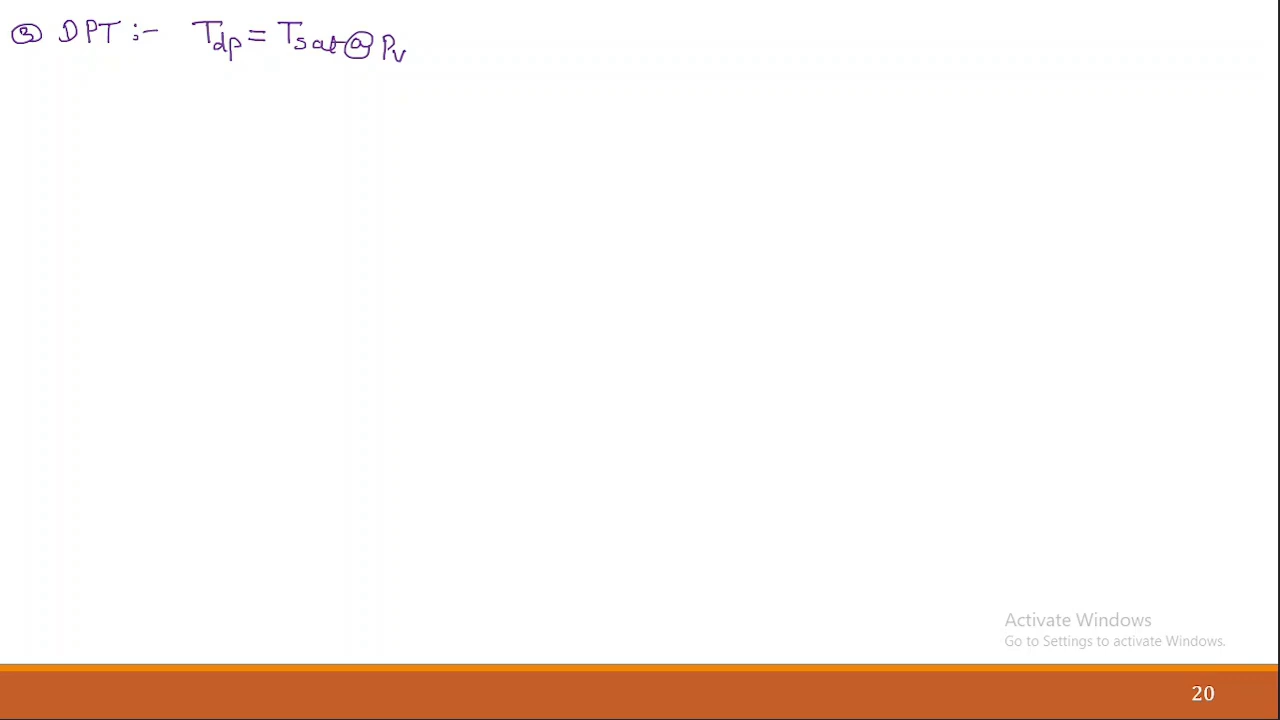 ③ DPT :- Tdp = Tsat@Pv
Activate Windows
Go to Settings to activate Windows.
20